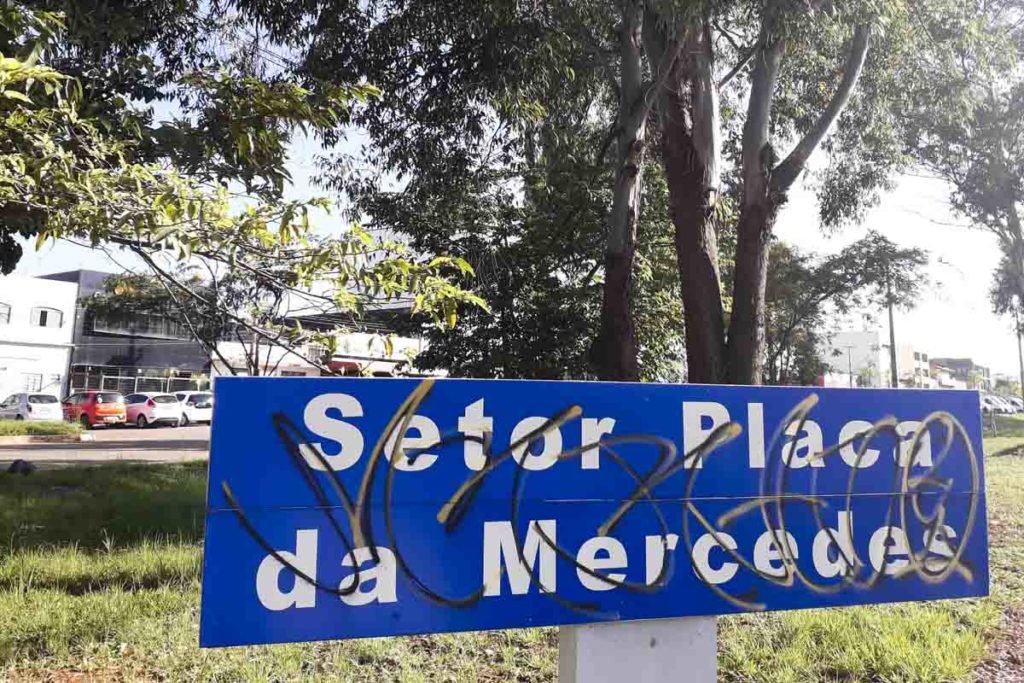 Setor Placa
da Mercedes